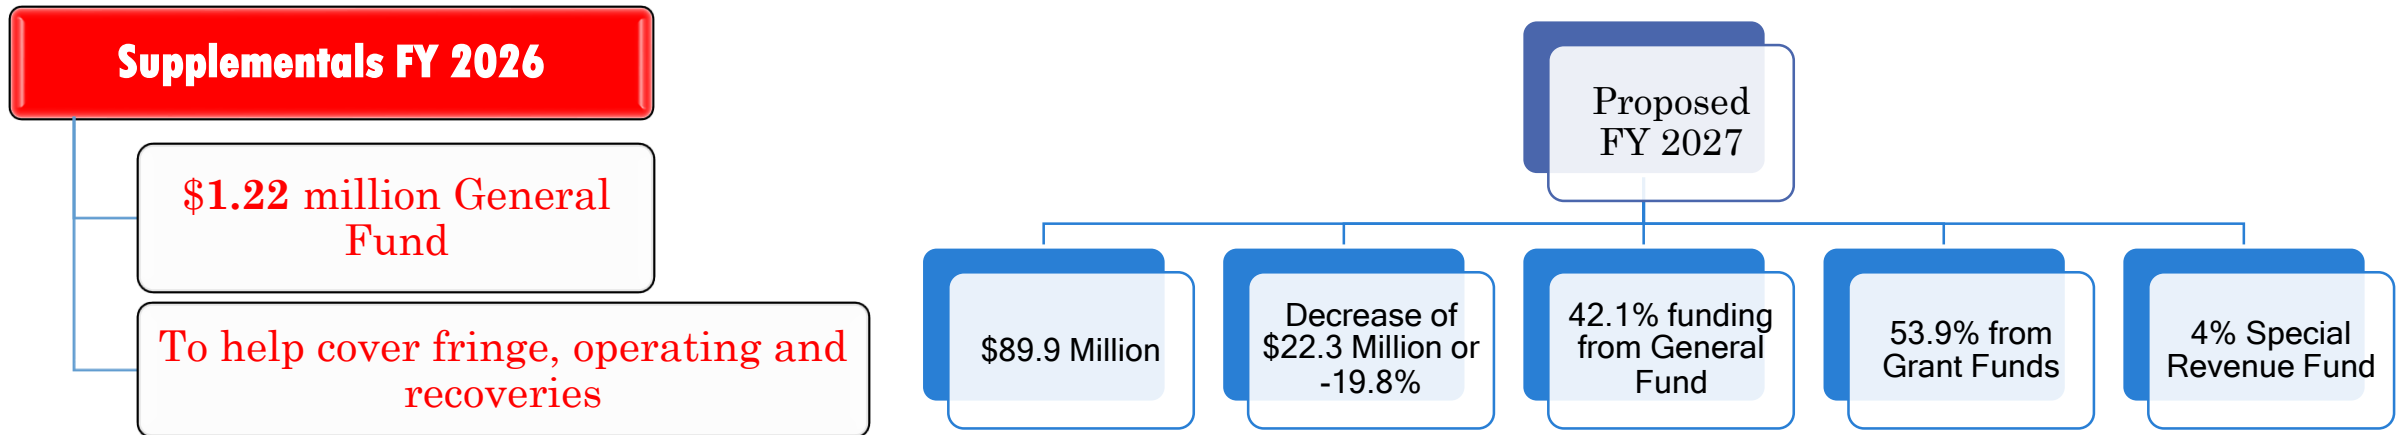 Supplementals FY 2026
$1.22 million General
Fund
To help cover fringe, operating and
recoveries
Proposed
FY 2027
$89.9 Million
Decrease of
$22.3 Million or
-19.8%
42.1% funding
from General
Fund
53.9% from
Grant Funds
4% Special
Revenue Fund